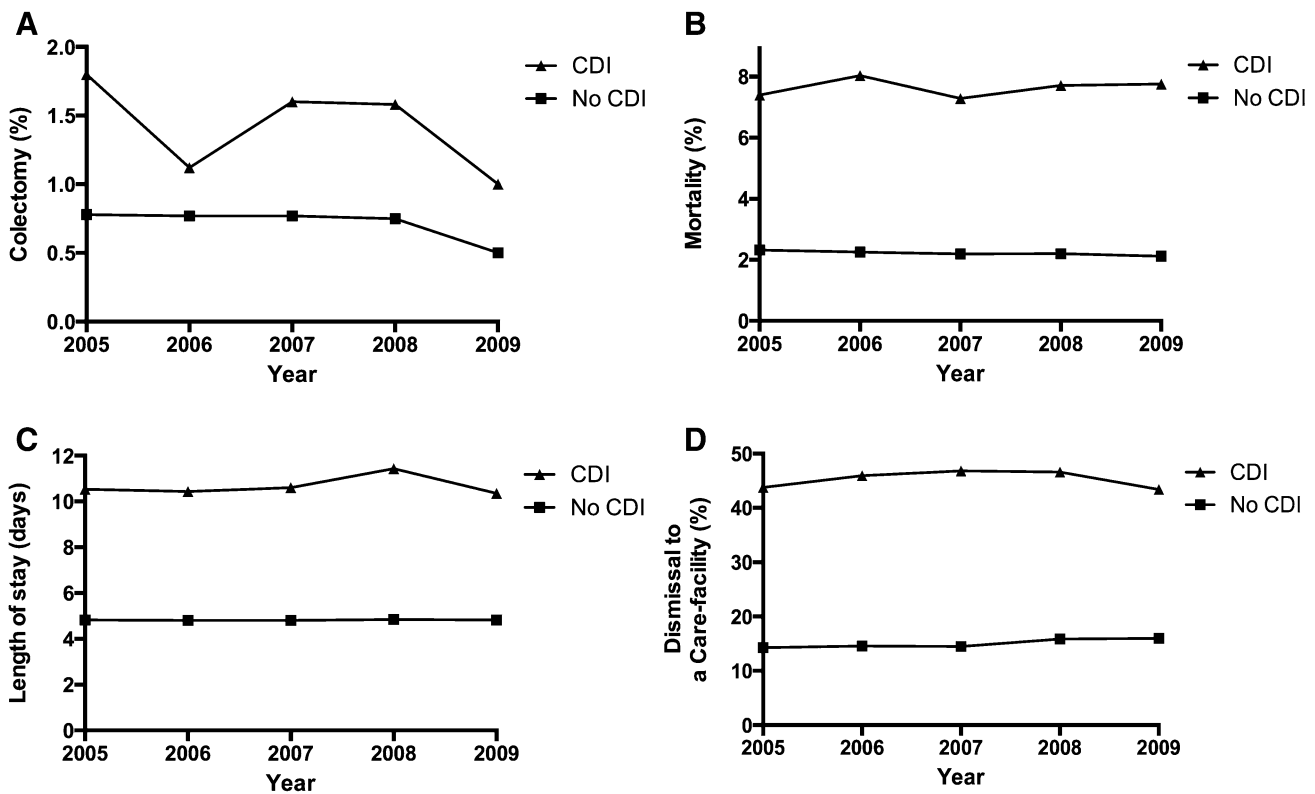 A
2.0
1.5
1.0
0.5
0.0
Colectomy (%)
2005 2006 2007 2008 2009
Year
CDI
No CDI
B
8
6
4
2
0
Mortality (%)
2005 2006 2007 2008 2009
Year
CDI
No CDI
C
12
10
8
6
4
2
0
Length of stay (days)
2005 2006 2007 2008 2009
Year
CDI
No CDI
D
50
40
30
20
10
0
Dismissal to
a Care-facility (%)
2005 2006 2007 2008 2009
Year
CDI
No CDI